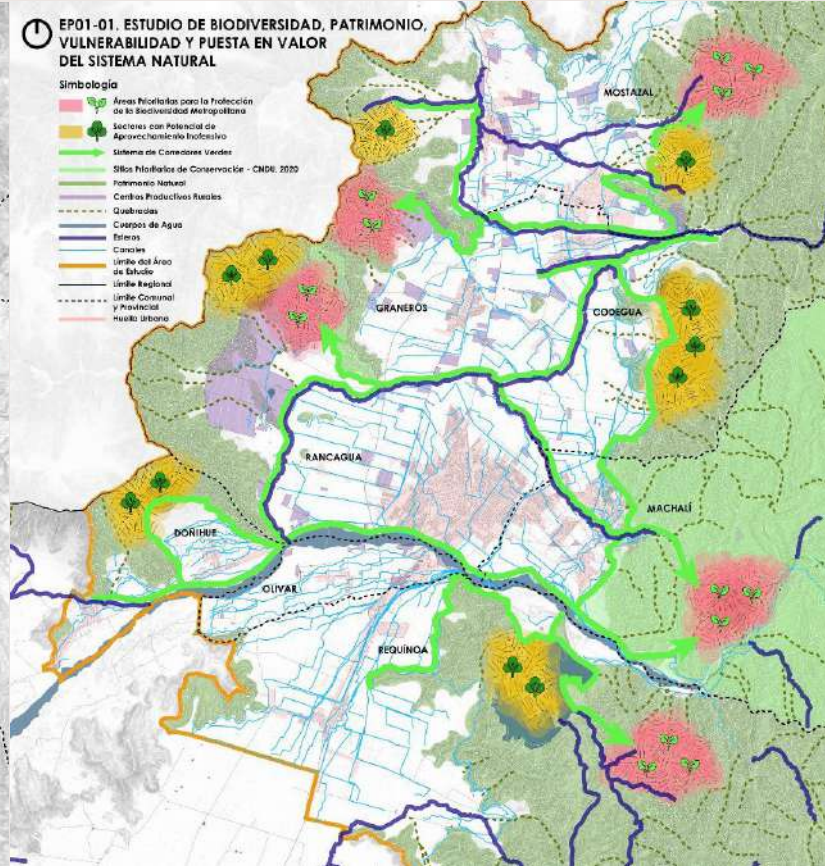 EP01-01. ESTUDIO DE BIODIVERSIDAD, PATRIMONIO,
VULNERABILIDAD Y PUESTA EN VALOR
DEL SISTEMA NATURAL
Simbología
Áreas Prioritarias para la Protección
de la Biodiversidad Metropolitana
Sectores con Potencial de
Aprovechamiento Inofensivo
Sistema de Corredores Verdes
Sitios Prioritarios de Conservación - CNDU, 2020
Patrimonio Natural
Centros Productivos Rurales
Quebradas
Cuerpos de Agua
Esteros
Canales
Límite del Área
de Estudio
Límite Regional
Límite Comunal
y Provincial
Huella Urbana
MOSTAZAL
GRANEROS
CODEGUA
RANCAGUA
MACHALÍ
DOÑIHUE
OLIVAR
REQUÍNOA